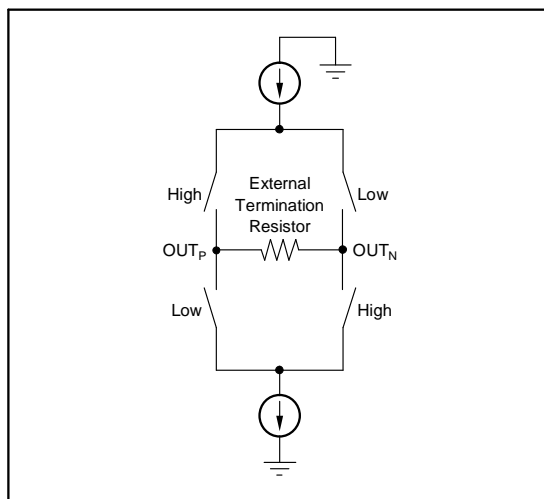 External
Termination
Resistor
High
Low
OUTP
OUTN
Low
High